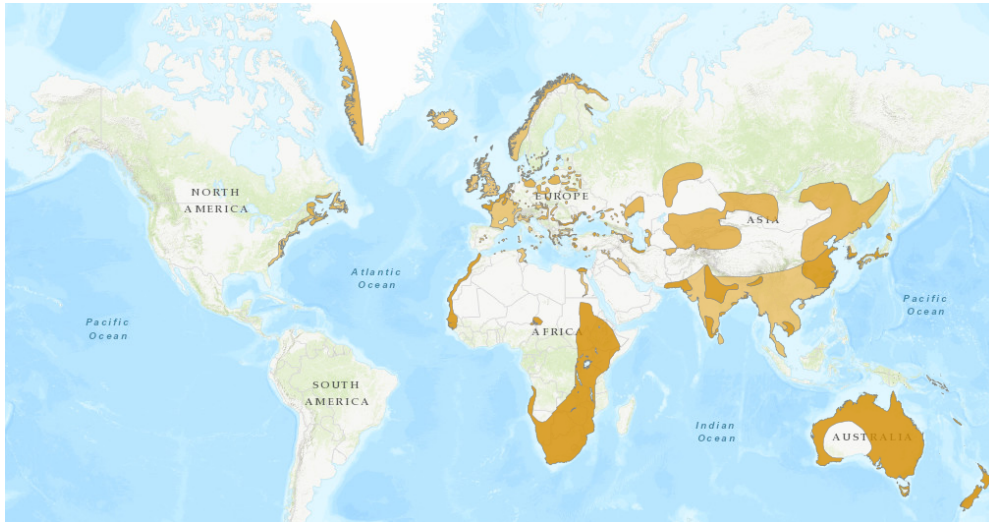 NORTH
AMERICA
EUROPE
ASIA
Atlantic
Ocean
Pacific
Ocean
AFRICA
Pacific
Ocean
SOUTH
AMERICA
Indian
Ocean
AUSTRALIA